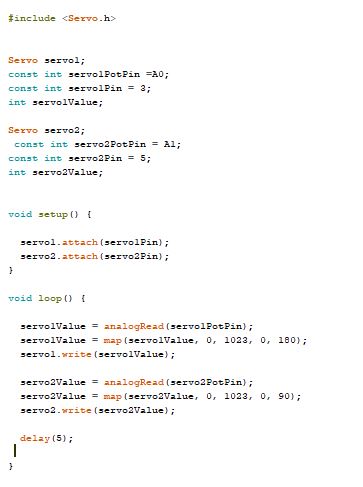 #include <Servo.h>
Servo servo1;
const int servo1PotPin =A0;
const int servo1Pin = 3;
int servo1Value;
Servo servo2;
const int servo2PotPin = A1;
const int servo2Pin = 5;
int servo2Value;
void setup() {
servo1.attach(servo1Pin);
servo2.attach(servo2Pin);
}
void loop() {
servo1Value = analogRead(servo1PotPin);
servo1Value = map(servo1Value, 0, 1023, 0, 180);
servo1.write(servo1Value);
servo2Value = analogRead(servo2PotPin);
servo2Value = map(servo2Value, 0, 1023, 0, 90);
servo2.write(servo2Value);
delay(5);
}